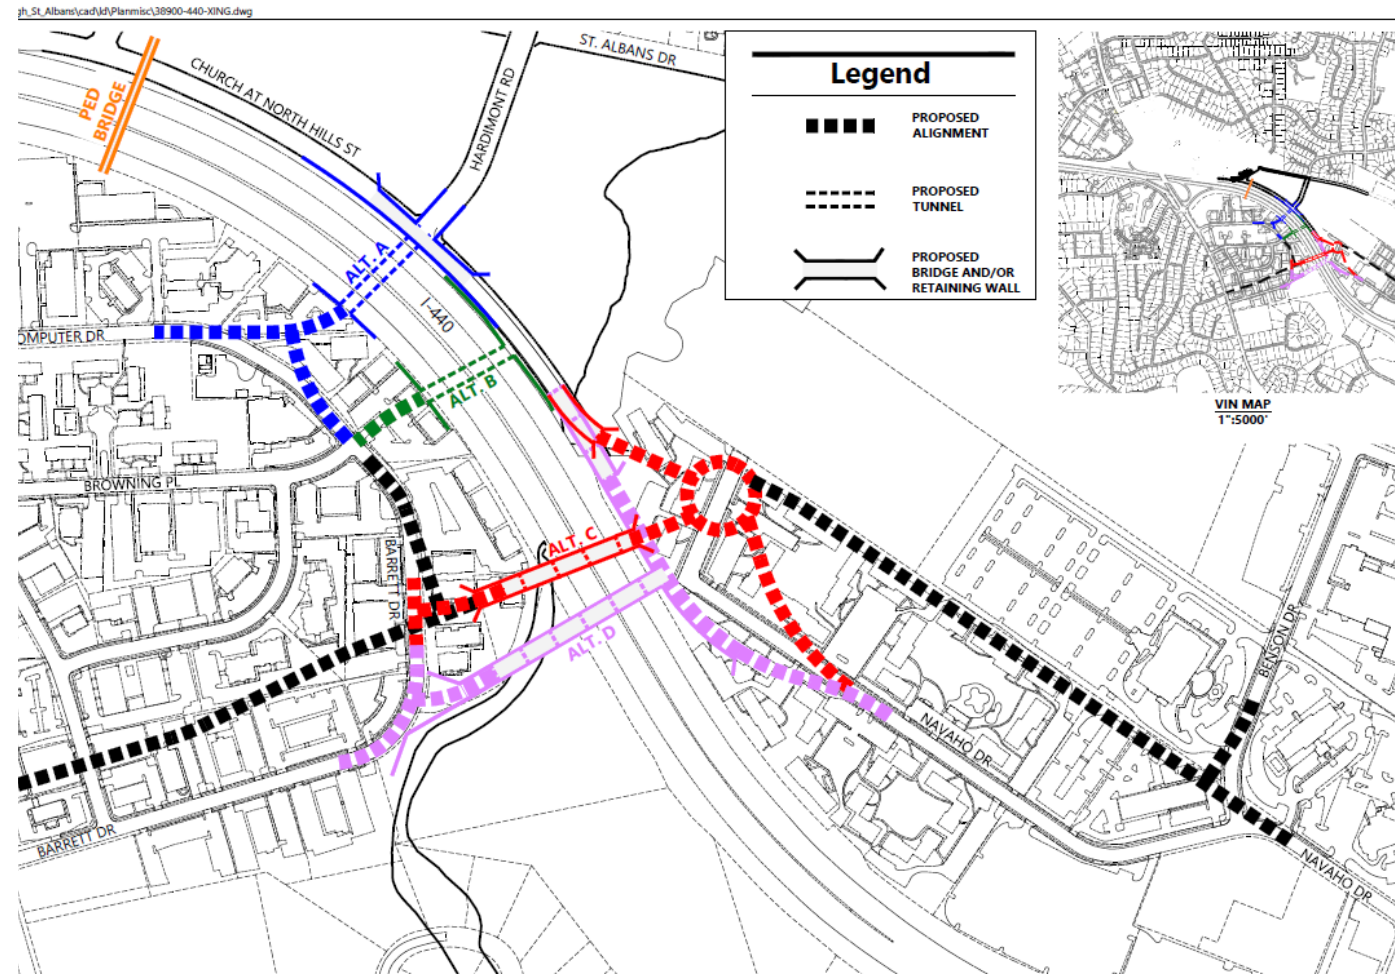 gh_St_Albans\cad\ld\Planmisc\38900-440-XING.dwg
PED
BRIDGE
CHURCH AT NORTH HILLS ST
HARDIMONT RD
ST. ALBANS DR
Legend
PROPOSED
ALIGNMENT
PROPOSED
TUNNEL
PROPOSED
BRIDGE AND/OR
RETAINING WALL
VIN MAP
1":5000'
ALT. A
I-440
OMPUTER DR
ALT. B
BROWNING PL
ALT. C
BARRETT DR
ALT. D
BENSON DR
NAVAHO DR
BARRETT DR
NAVAHO DR